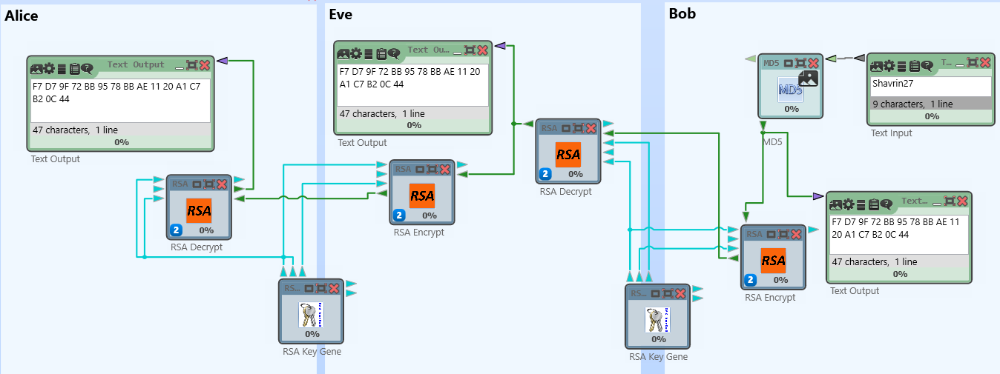 Alice
Text Output
F7 D7 9F 72 BB 95 78 BB AE 11 20 A1 C7
B2 0C 44
47 characters, 1 line
0%
Text Output
RSA
RSA
2
0%
RSA Decrypt
RS...
0%
RSA Key Gene
Eve
Text Ou...
F7 D7 9F 72 BB 95 78 BB AE 11 20
A1 C7 B2 0C 44
47 characters, 1 line
0%
Text Output
RSA
RSA
2
0%
RSA Encrypt
RSA
RSA
2
0%
RSA Decrypt
RS...
0%
RSA Key Gene
Bob
MD5
MD5
0%
MD5
T...
Shavrin27
9 characters, 1 line
0%
Text Input
RSA
RSA
2
0%
RSA Encrypt
Text...
F7 D7 9F 72 BB 95 78 BB AE 11
20 A1 C7 B2 0C 44
47 characters, 1 line
0%
Text Output